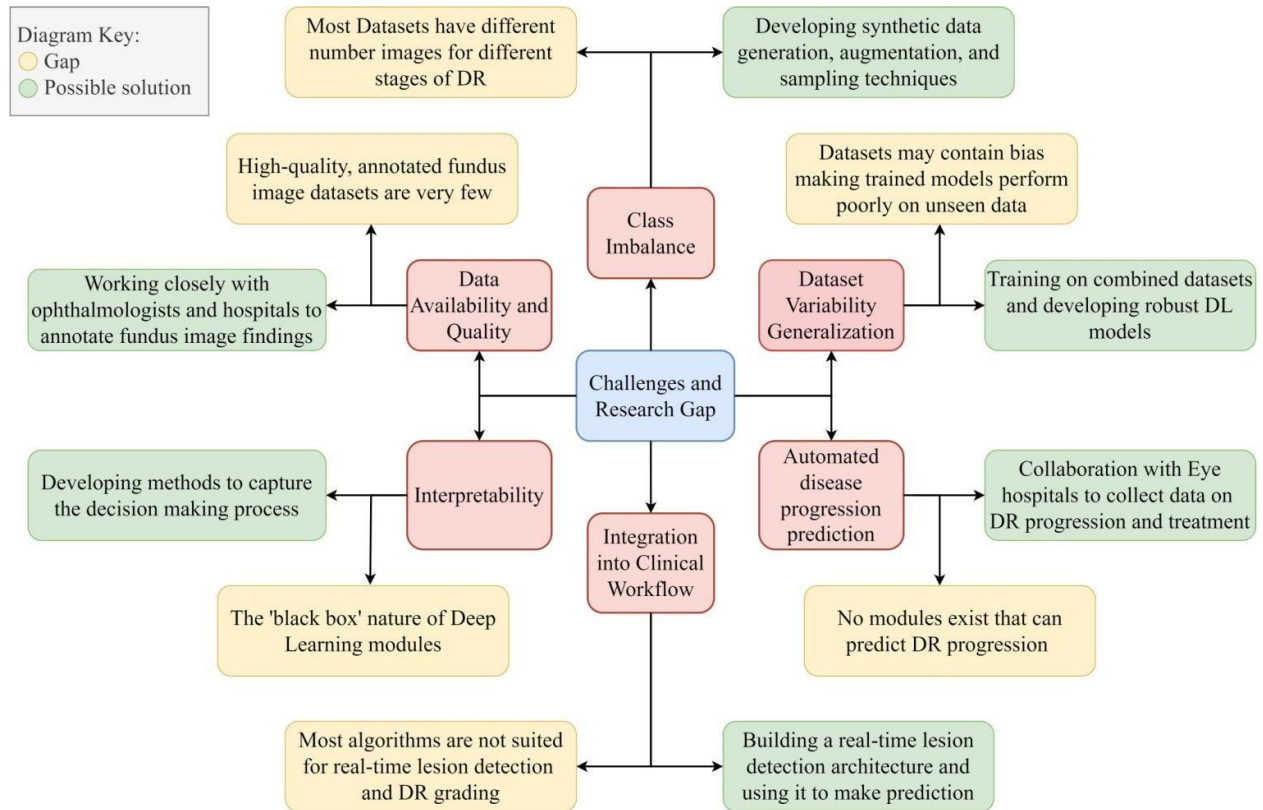 Diagram Key:
Gap
Possible solution
Most Datasets have different
number images for different
stages of DR
Developing synthetic data
generation, augmentation, and
sampling techniques
High-quality, annotated fundus
image datasets are very few
Class
Imbalance
Datasets may contain bias
making trained models perform
poorly on unseen data
Working closely with
ophthalmologists and hospitals to
annotate fundus image findings
Data
Availability and
Quality
Dataset
Variability
Generalization
Training on combined datasets
and developing robust DL
models
Challenges and
Research Gap
Developing methods to capture
the decision making process
Interpretability
Automated
disease
progression
prediction
Collaboration with Eye
hospitals to collect data on
DR progression and treatment
Integration
into Clinical
Workflow
The 'black box' nature of Deep
Learning modules
No modules exist that can
predict DR progression
Most algorithms are not suited
for real-time lesion detection
and DR grading
Building a real-time lesion
detection architecture and
using it to make prediction